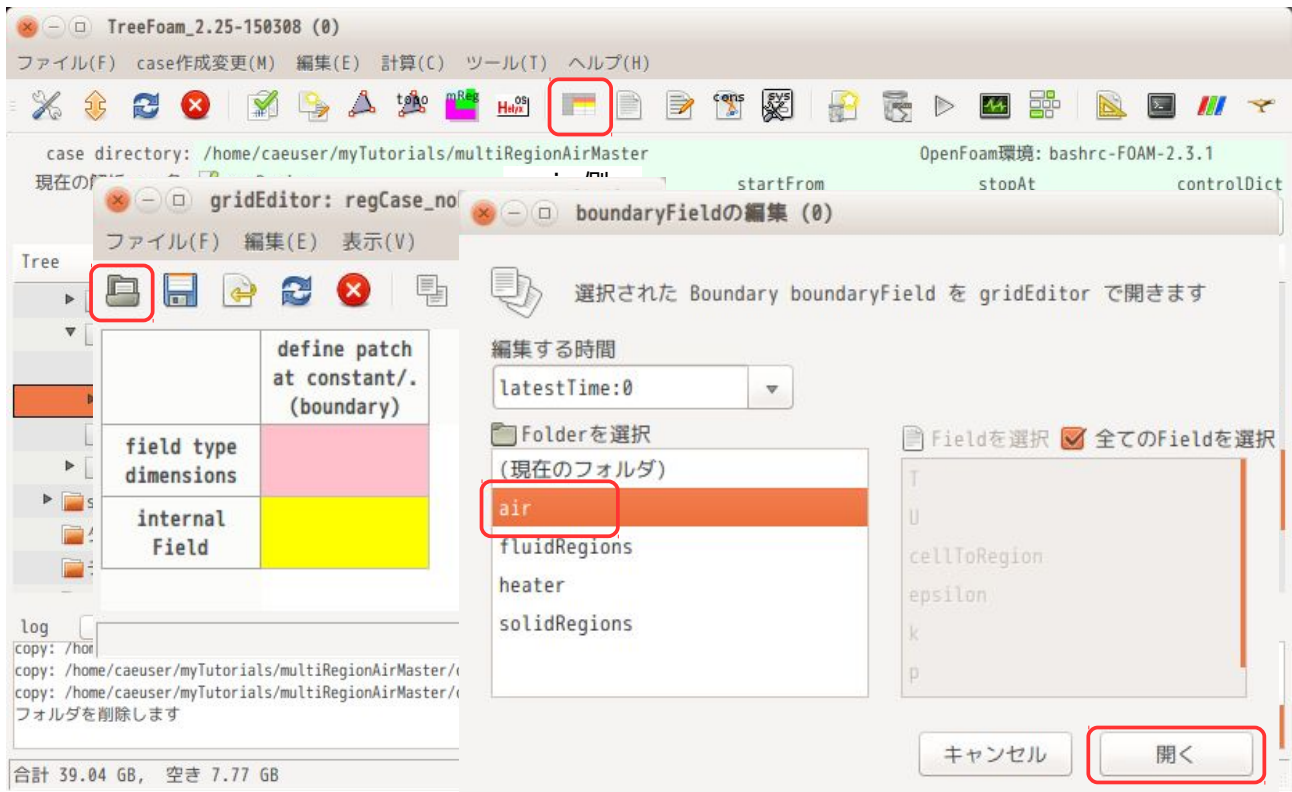 TreeFoam_2.25-150308 (0)
ファイル(F) case作成変更(M) 編集(E) 計算(C) ツール(T) ヘルプ(H)
topo mReg Helyx OS cons sys
case directory: /home/caeuser/myTutorials/multiRegionAirMaster OpenFoam環境: bashrc-FOAM-2.3.1
現在の startFrom stopAt controlDict
gridEditor: regCase_no
ファイル(F) 編集(E) 表示(V)
define patch
at constant/.
(boundary)
field type
dimensions
internal
Field
boundaryFieldの編集 (0)
選択された Boundary boundaryField を gridEditor で開きます
編集する時間
latestTime:0
Folderを選択
(現在のフォルダ)
air
fluidRegions
heater
solidRegions
Fieldを選択 全てのFieldを選択
T
U
cellToRegion
epsilon
k
p
キャンセル 開く
Tree
log
copy: /hom
copy: /home/caeuser/myTutorials/multiRegionAirMaster/
copy: /home/caeuser/myTutorials/multiRegionAirMaster/
フォルダを削除します
合計 39.04 GB, 空き 7.77 GB